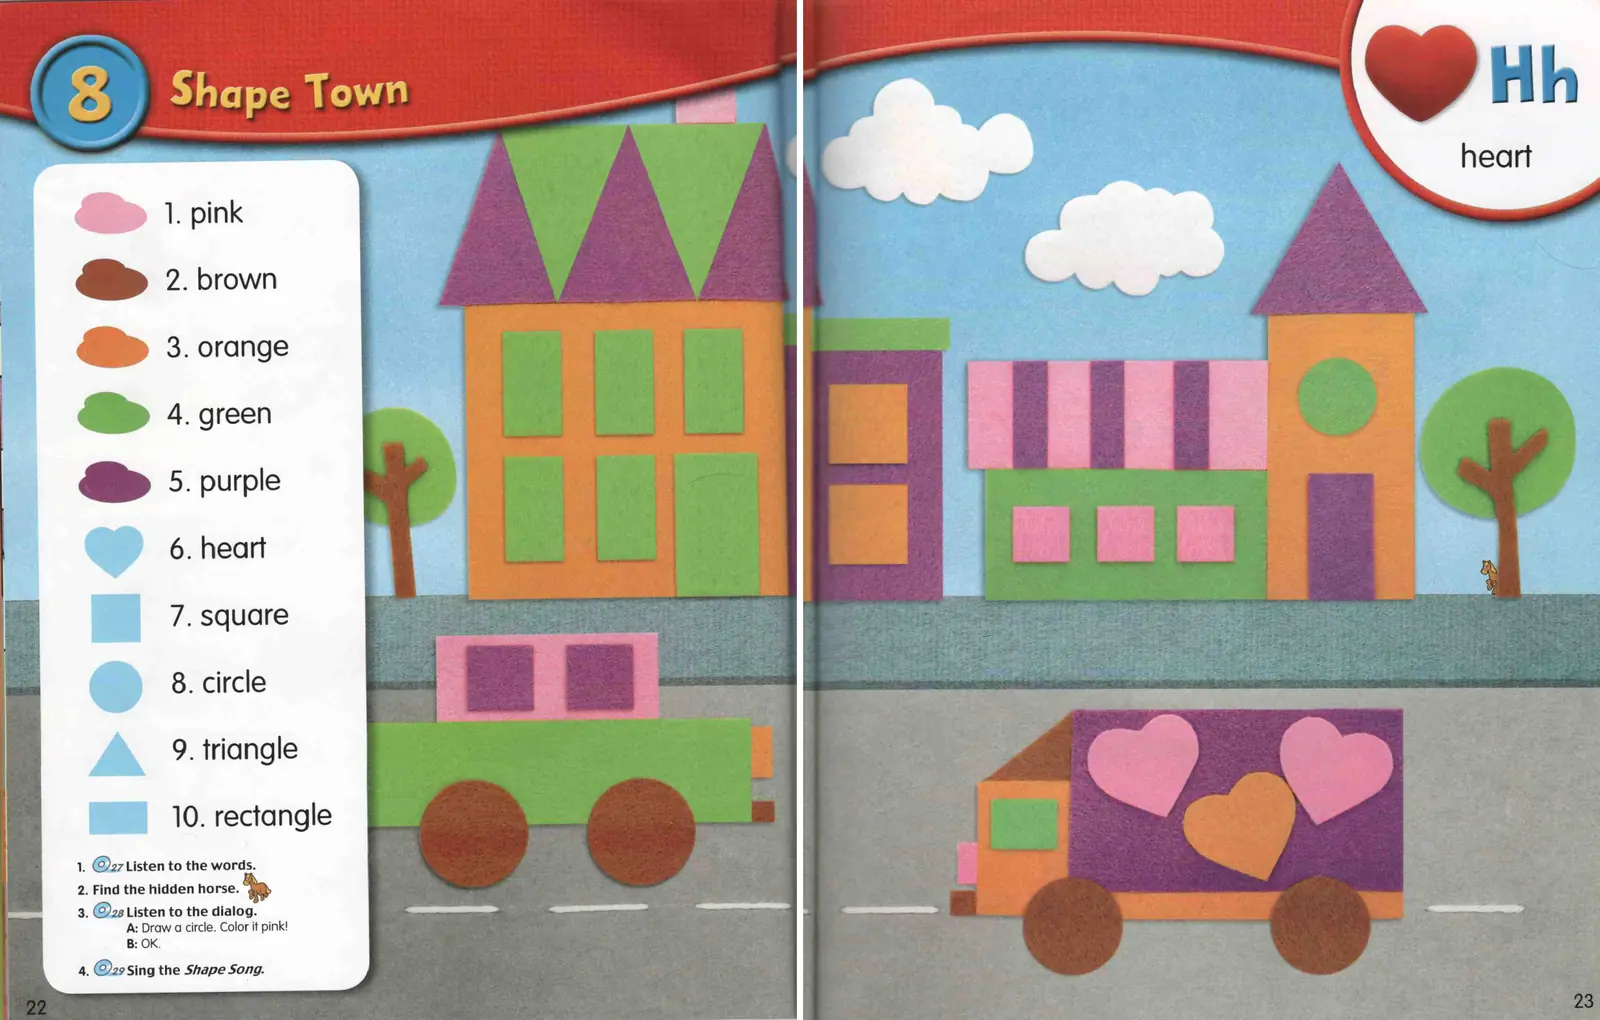 8 Shape Town
1. pink
2. brown
3. orange
4. green
5. purple
6. heart
7. square
8. circle
9. triangle
10. rectangle
1. 27 Listen to the words.
2. Find the hidden horse.
3. 28 Listen to the dialog.
A: Draw a circle. Color it pink!
B: OK.
4. 29 Sing the Shape Song.
22
Hh
heart
23